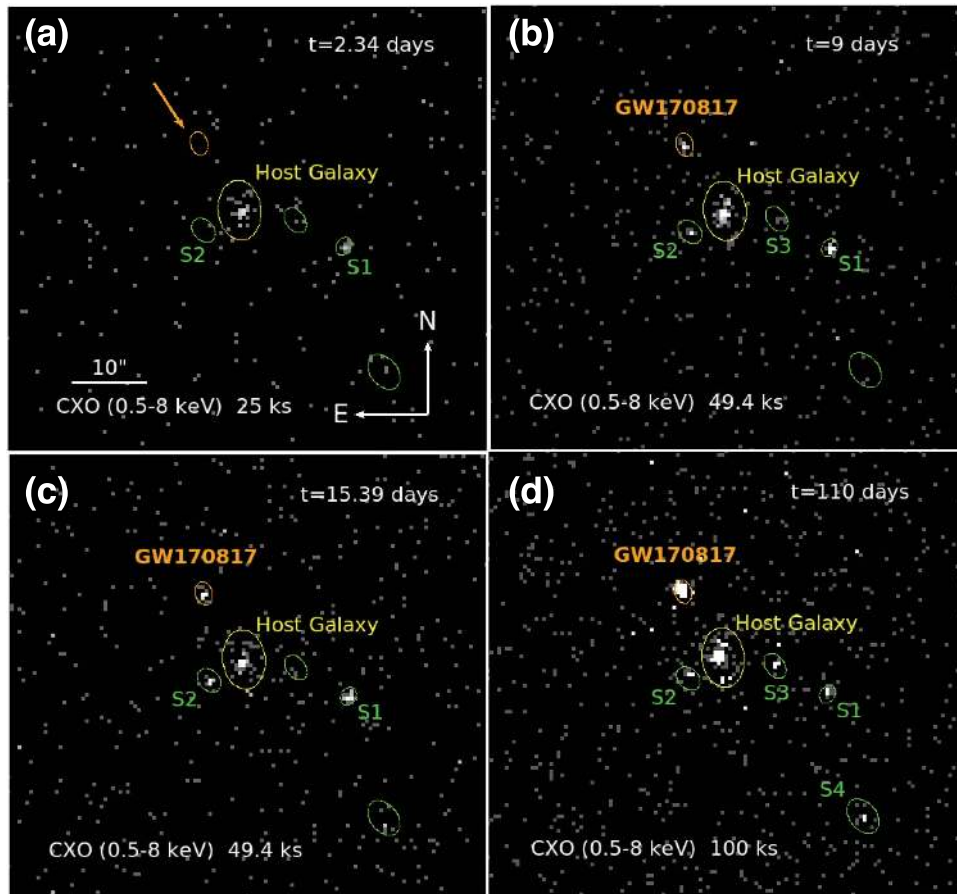 (a)
t=2.34 days
Host Galaxy
S2
S1
N
10"
E
CXO (0.5-8 keV) 25 ks
(b)
t=9 days
GW170817
Host Galaxy
S2
S3
S1
CXO (0.5-8 keV) 49.4 ks
(c)
t=15.39 days
GW170817
Host Galaxy
S2
S1
CXO (0.5-8 keV) 49.4 ks
(d)
t=110 days
GW170817
Host Galaxy
S2
S3
S1
S4
CXO (0.5-8 keV) 100 ks